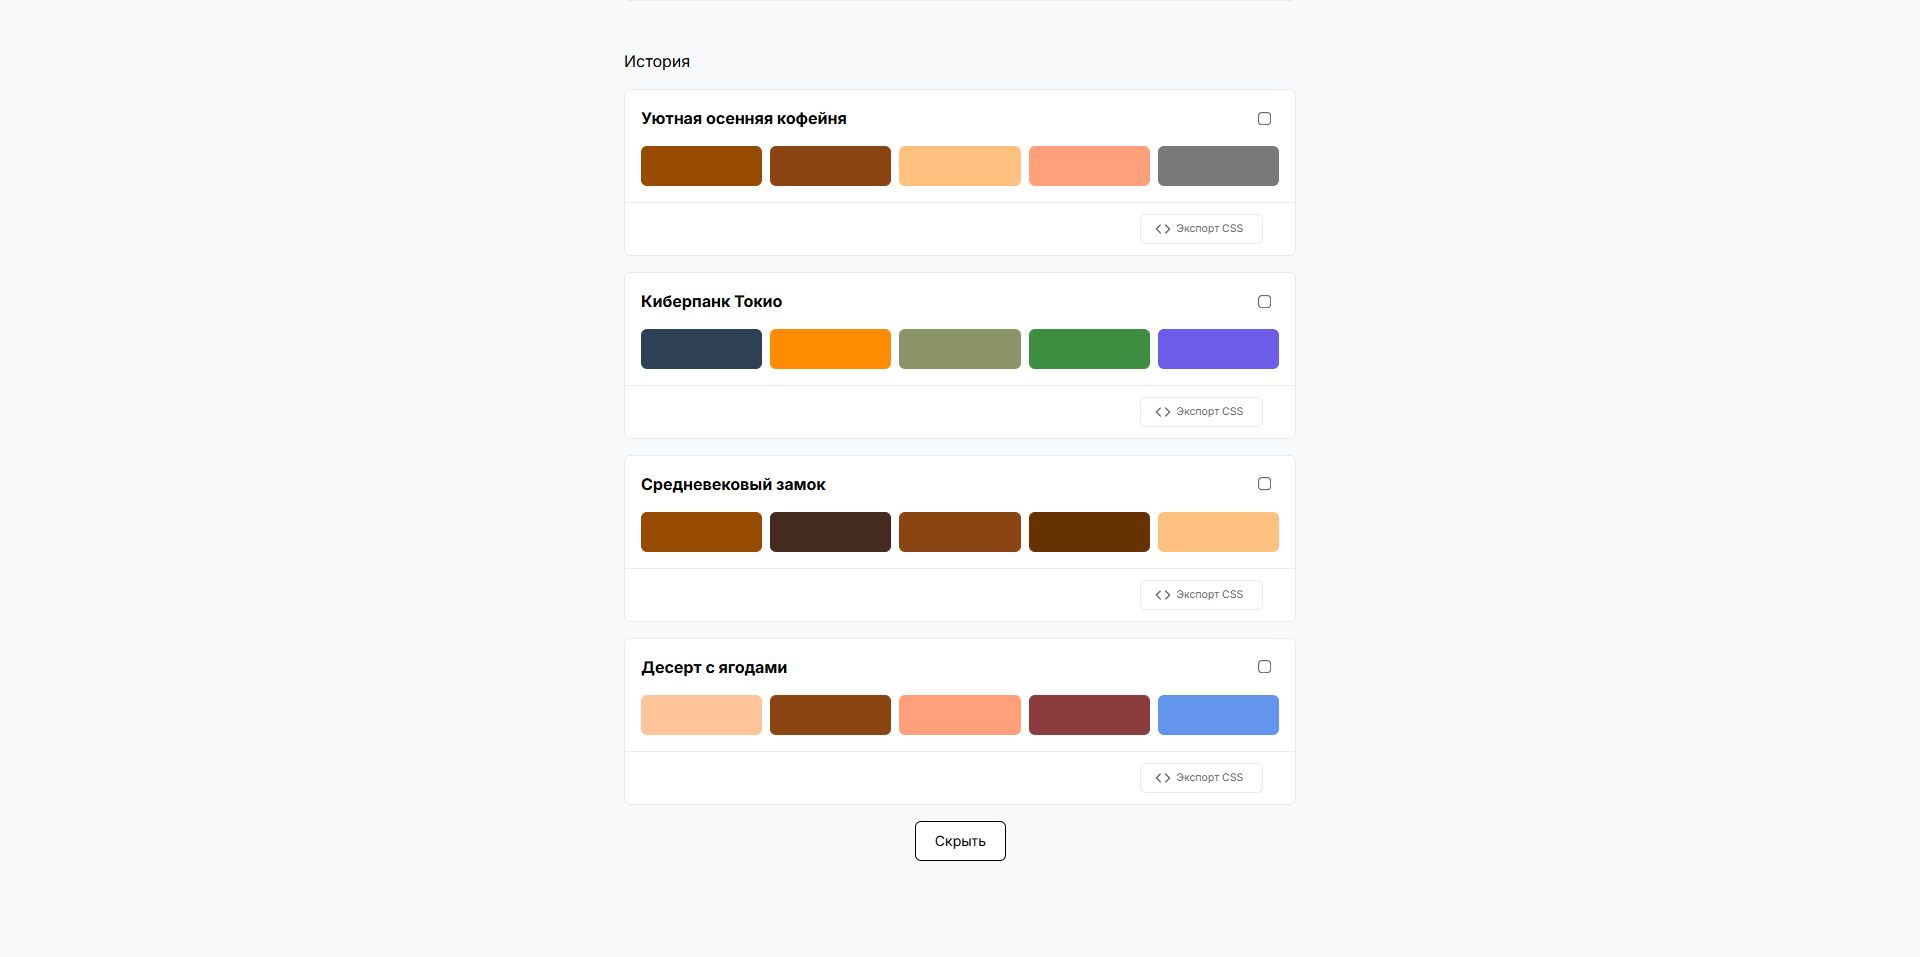 История
Уютная осенняя кофейня
Экспорт CSS
Киберпанк Токио
Экспорт CSS
Средневековый замок
Экспорт CSS
Десерт с ягодами
Экспорт CSS
Скрыть